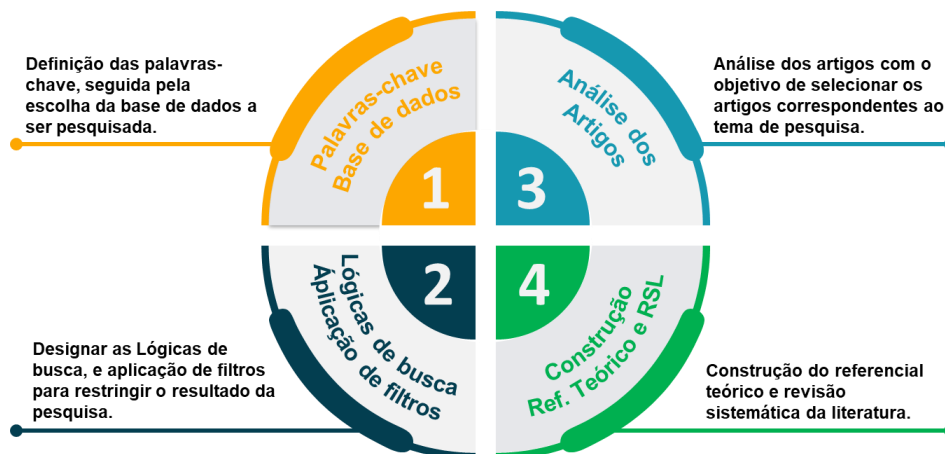 Definição das palavras-
chave, seguida pela
escolha da base de dados a
ser pesquisada.
Palavras-chave
Base de dados
1
Designar as Lógicas de
busca, e aplicação de filtros
para restringir o resultado da
pesquisa.
Lógicas de busca
Áplicação de filtros
2
Análise dos artigos com o
objetivo de selecionar os
artigos correspondentes ao
tema de pesquisa.
Análise dos
Artigos
3
Construção do referencial
teórico e revisão
sistemática da literatura.
Construção
Ref. Teórico e RSL
4